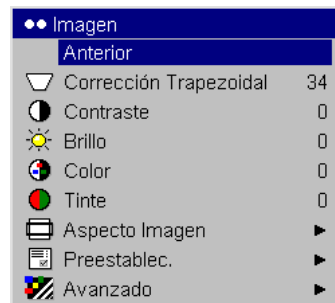 Imagen
Anterior
Corrección Trapezoidal 34
Contraste 0
Brillo 0
Color 0
Tinte 0
Aspecto Imagen
Preestablec.
Avanzado